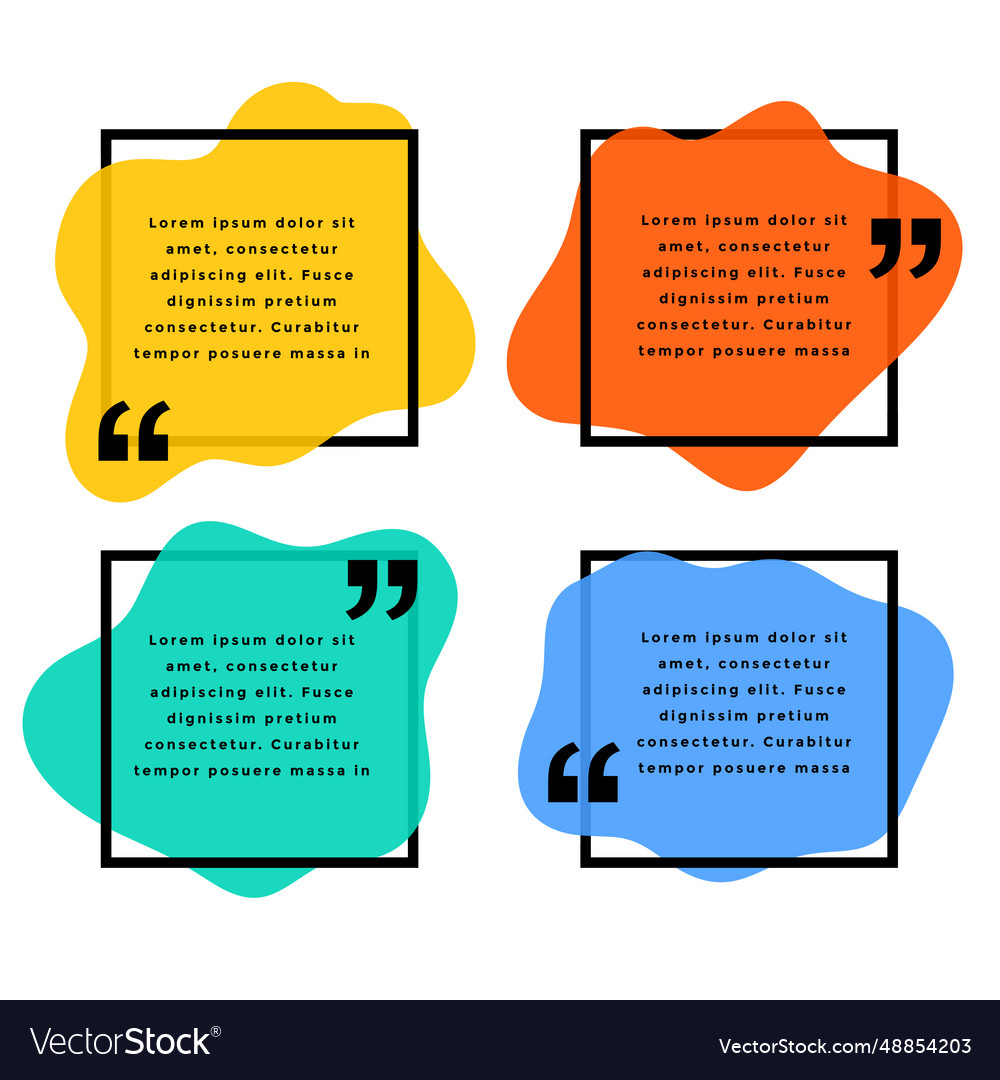 Lorem ipsum dolor sit
amet, consectetur
adipiscing elit. Fusce
dignissim pretium
consectetur. Curabitur
tempor posuere massa in
“
Lorem ipsum dolor sit
amet, consectetur
adipiscing elit. Fusce
dignissim pretium
consectetur. Curabitur
tempor posuere massa
”
”
Lorem ipsum dolor sit
amet, consectetur
adipiscing elit. Fusce
dignissim pretium
consectetur. Curabitur
tempor posuere massa in
Lorem ipsum dolor sit
amet, consectetur
adipiscing elit. Fusce
dignissim pretium
consectetur. Curabitur
tempor posuere massa
“
VectorStock®
VectorStock.com/48854203